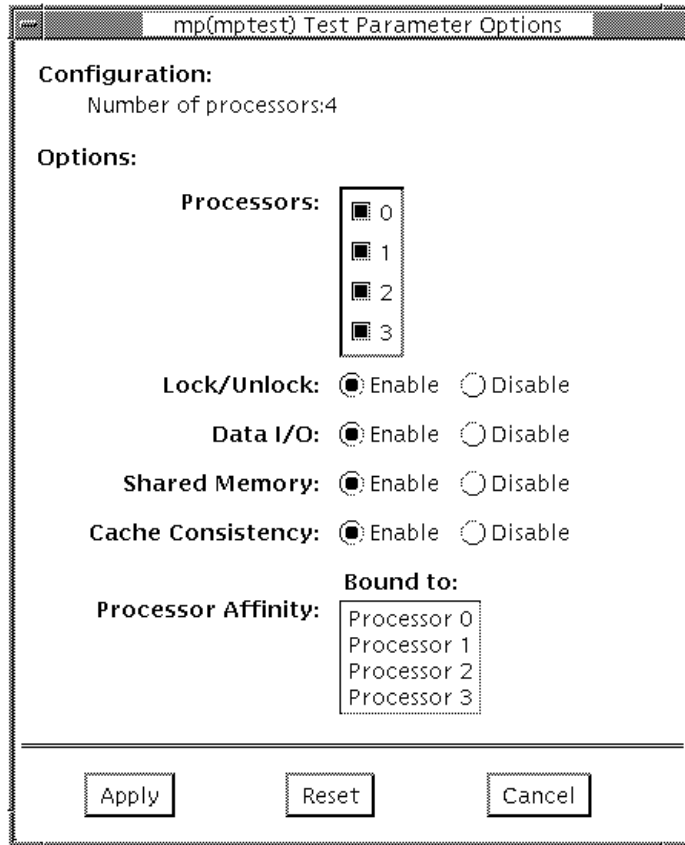 mp(mptest) Test Parameter Options
Configuration:
Number of processors:4
Options:
Processors:
0
1
2
3
Lock/Unlock: Enable Disable
Data I/O: Enable Disable
Shared Memory: Enable Disable
Cache Consistency: Enable Disable
Bound to:
Processor Affinity:
Processor 0
Processor 1
Processor 2
Processor 3
Apply Reset Cancel